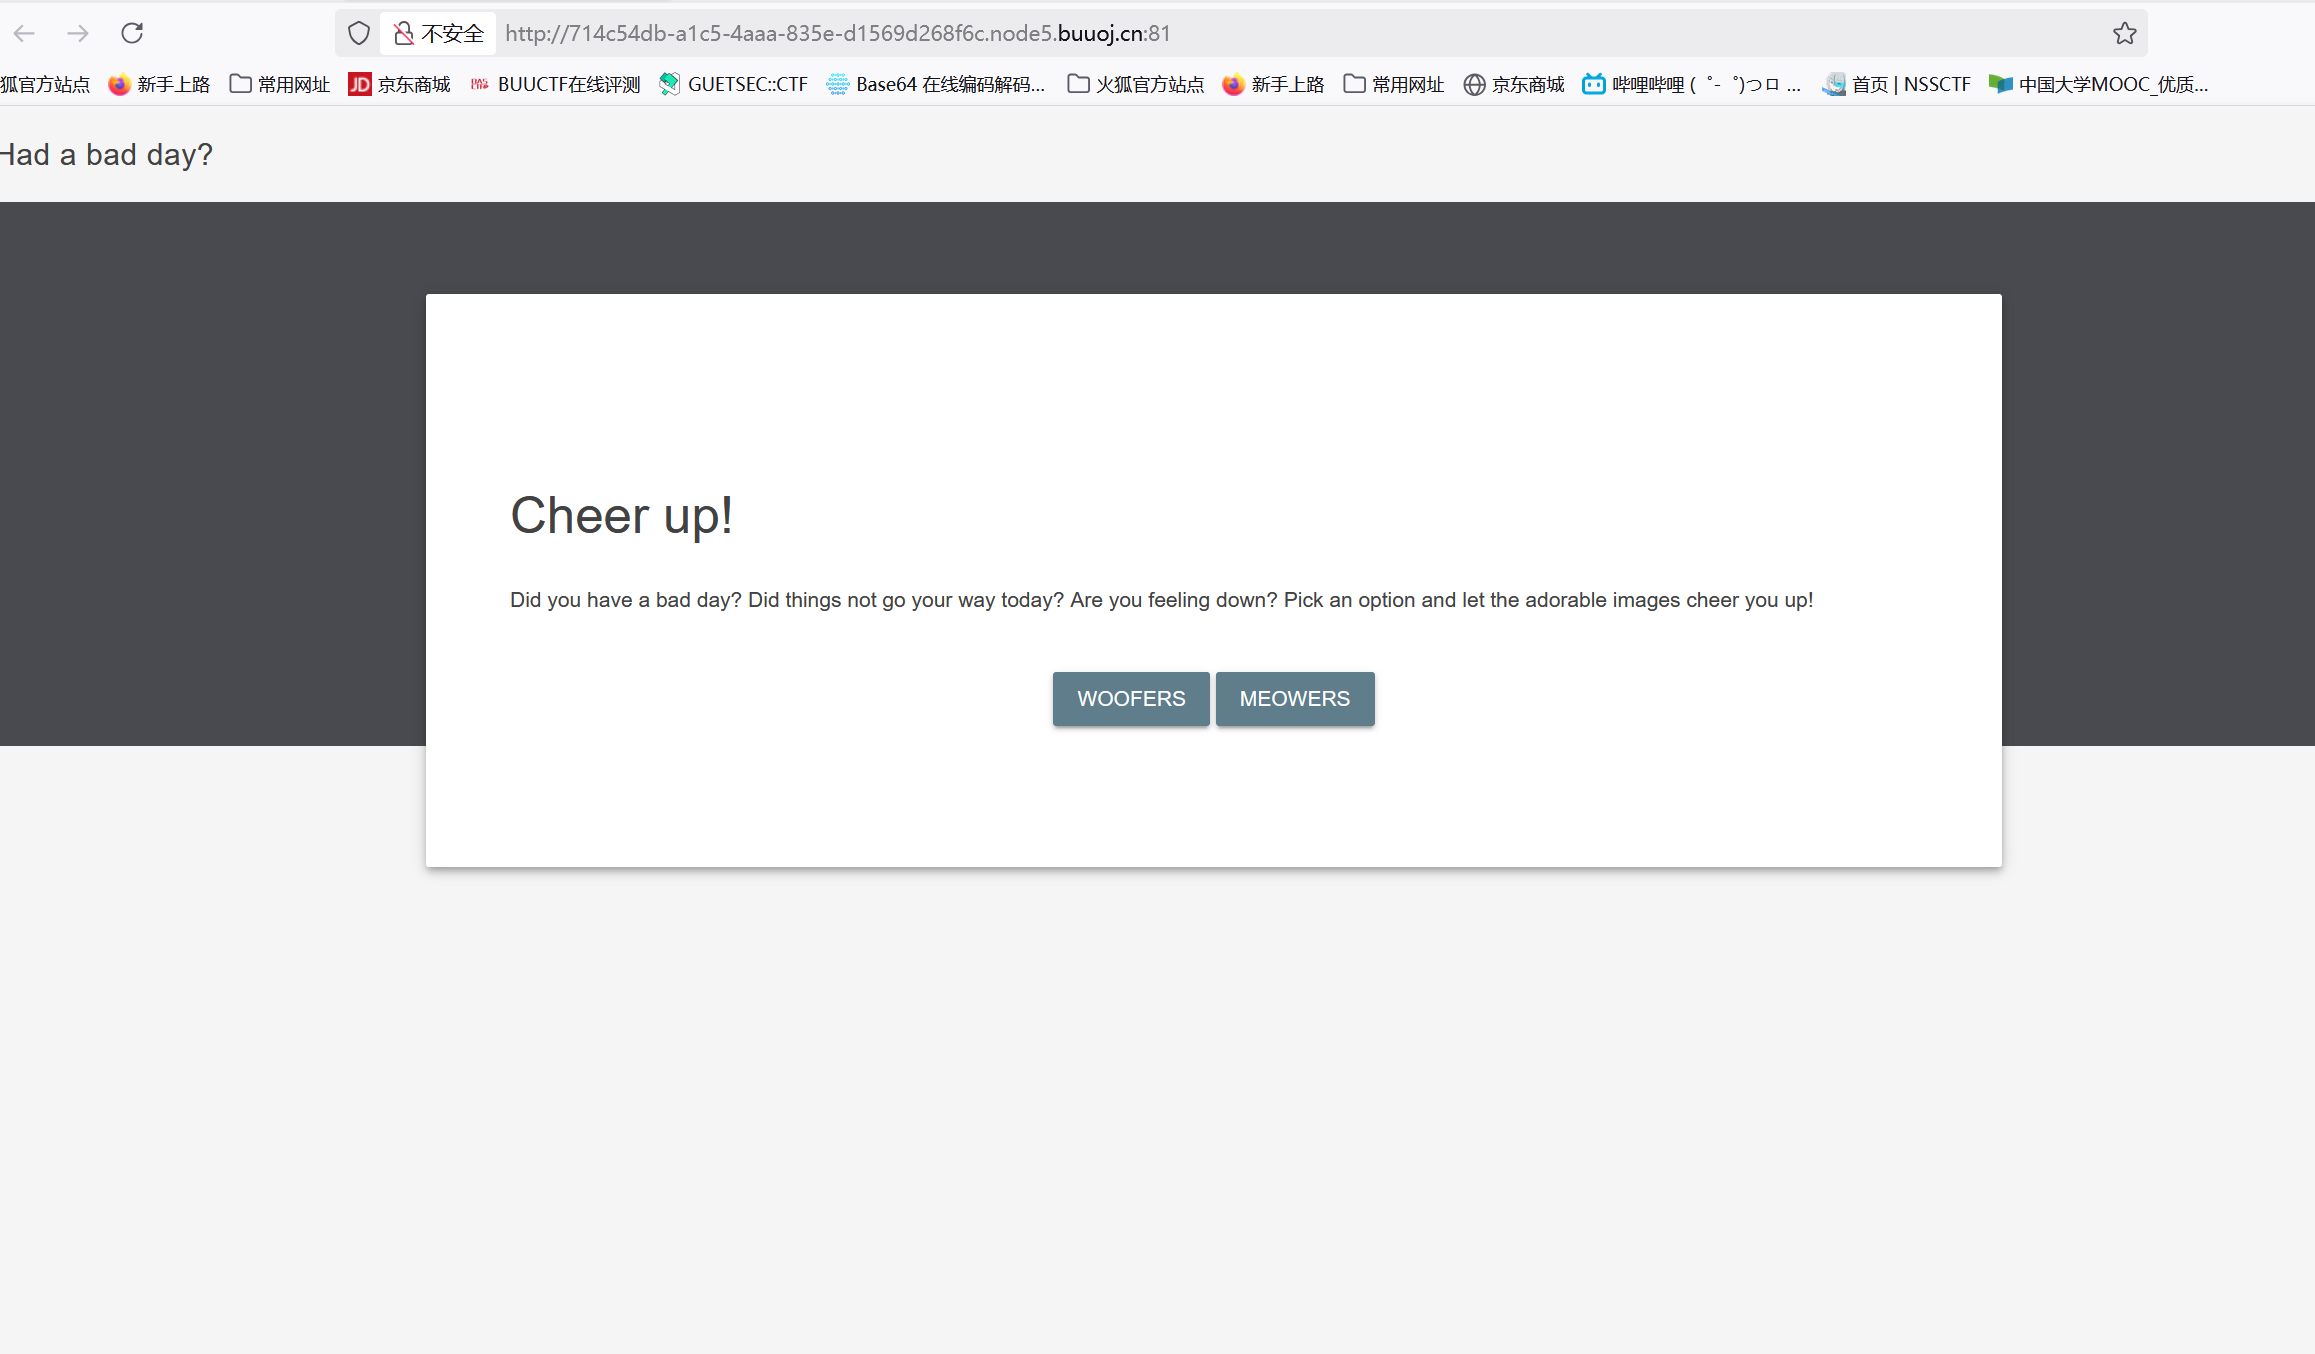 不安全 http://714c54db-a1c5-4aaa-835e-d1569d268f6c.node5.buuoj.cn:81
狐官方站点 新手上路 常用网址 JD 京东商城 BUUCTF在线评测 GUETSEC::CTF Base64 在线编码解码... 火狐官方站点 新手上路 常用网址 京东商城 哔哩哔哩 ( ゜- ゜)つロ ... 首页 | NSSCTF 中国大学MOOC_优质...
Had a bad day?
Cheer up!
Did you have a bad day? Did things not go your way today? Are you feeling down? Pick an option and let the adorable images cheer you up!
WOOFERS MEOWERS